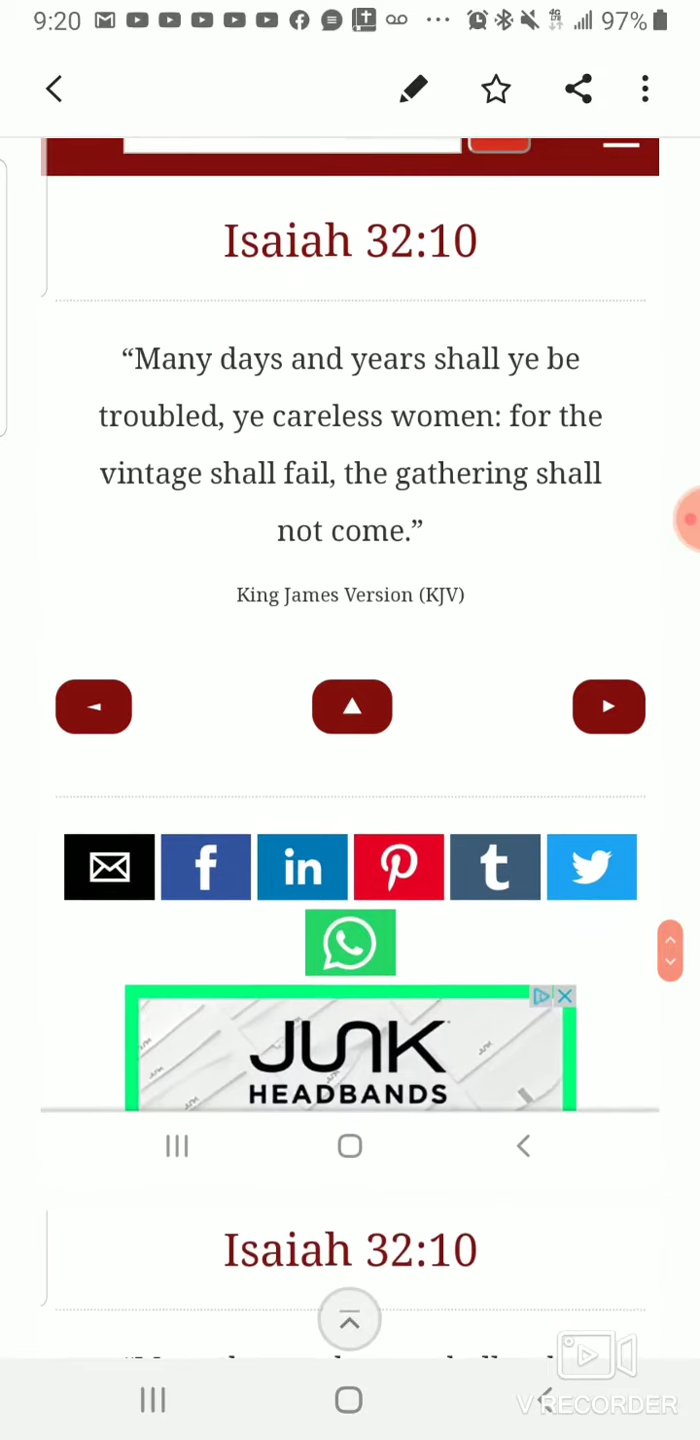 9:20 97%
Isaiah 32:10
“Many days and years shall ye be
troubled, ye careless women: for the
vintage shall fail, the gathering shall
not come.”
King James Version (KJV)
JUNK
HEADBANDS
Isaiah 32:10
V RECORDER